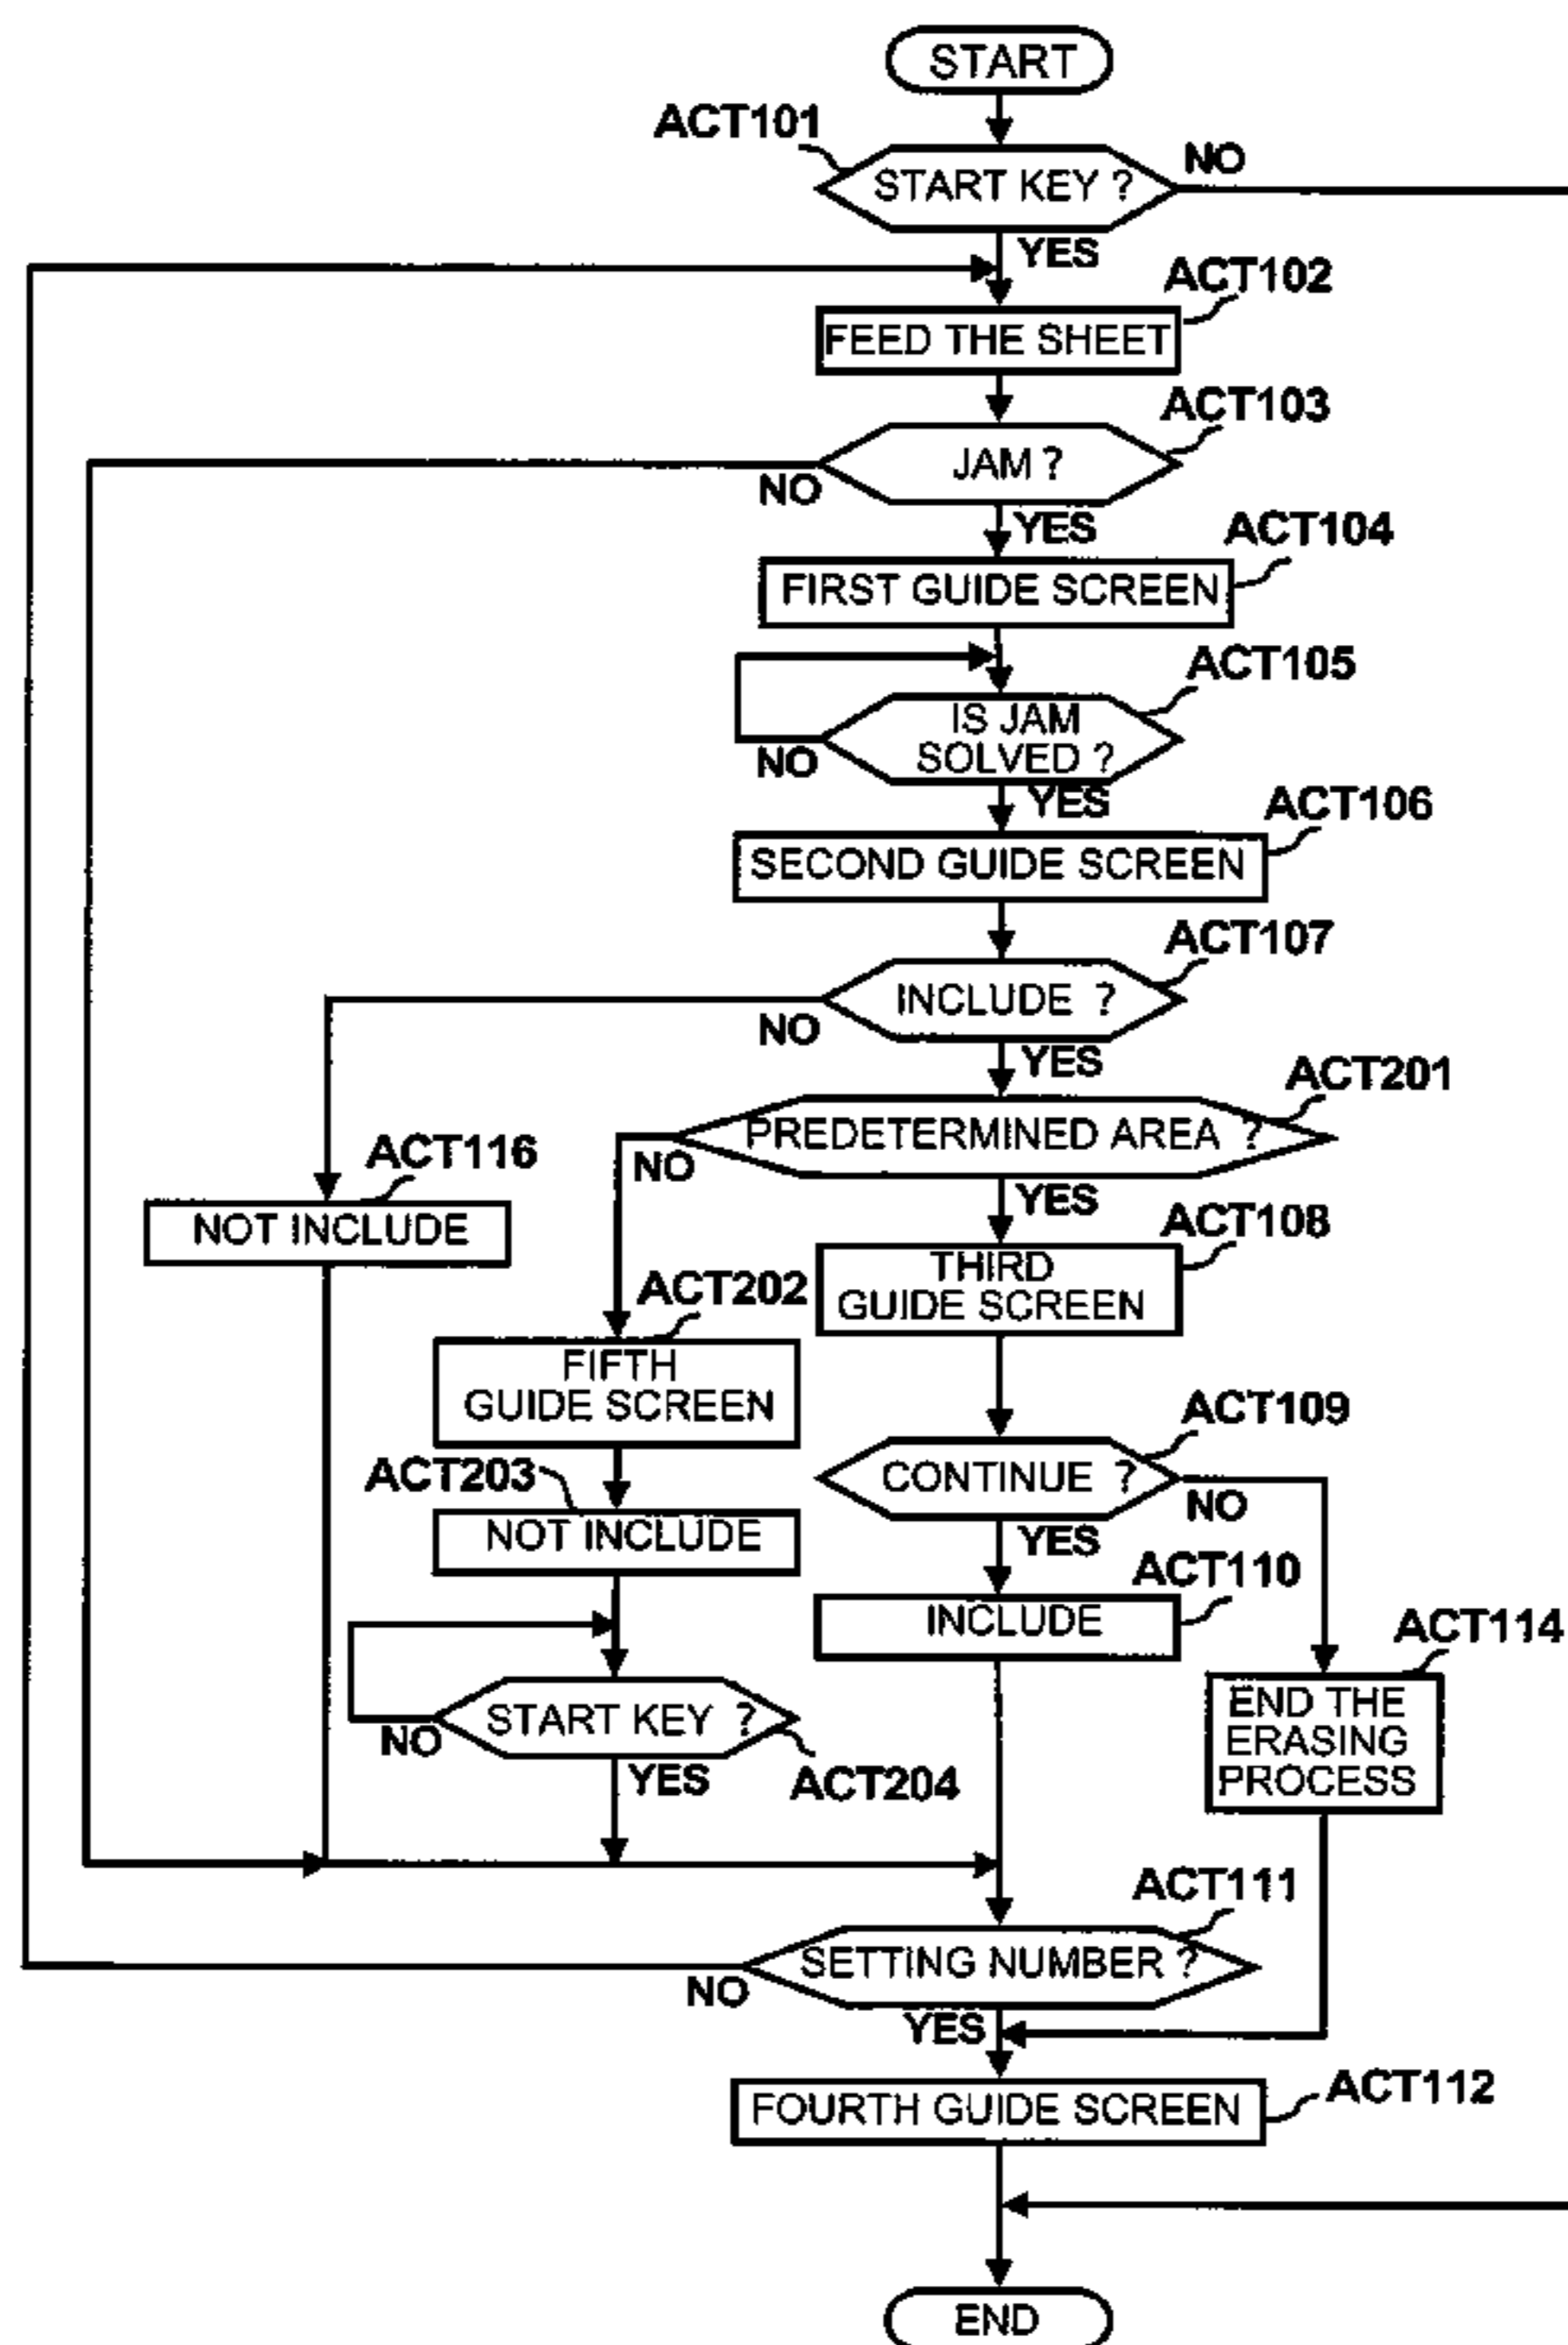 START
ACT101
START KEY ?
NO
YES
ACT102
FEED THE SHEET
ACT103
JAM ?
NO
YES
ACT104
FIRST GUIDE SCREEN
ACT105
IS JAM
SOLVED ?
NO
YES
ACT106
SECOND GUIDE SCREEN
ACT107
INCLUDE ?
NO
YES
ACT201
PREDETERMINED AREA ?
NO
YES
ACT116
NOT INCLUDE
ACT108
THIRD
GUIDE SCREEN
ACT202
FIFTH
GUIDE SCREEN
ACT109
CONTINUE ?
NO
YES
ACT203
NOT INCLUDE
ACT110
INCLUDE
ACT114
END THE
ERASING
PROCESS
START KEY ?
NO
YES
ACT204
ACT111
SETTING NUMBER ?
NO
YES
FOURTH GUIDE SCREEN
ACT112
END